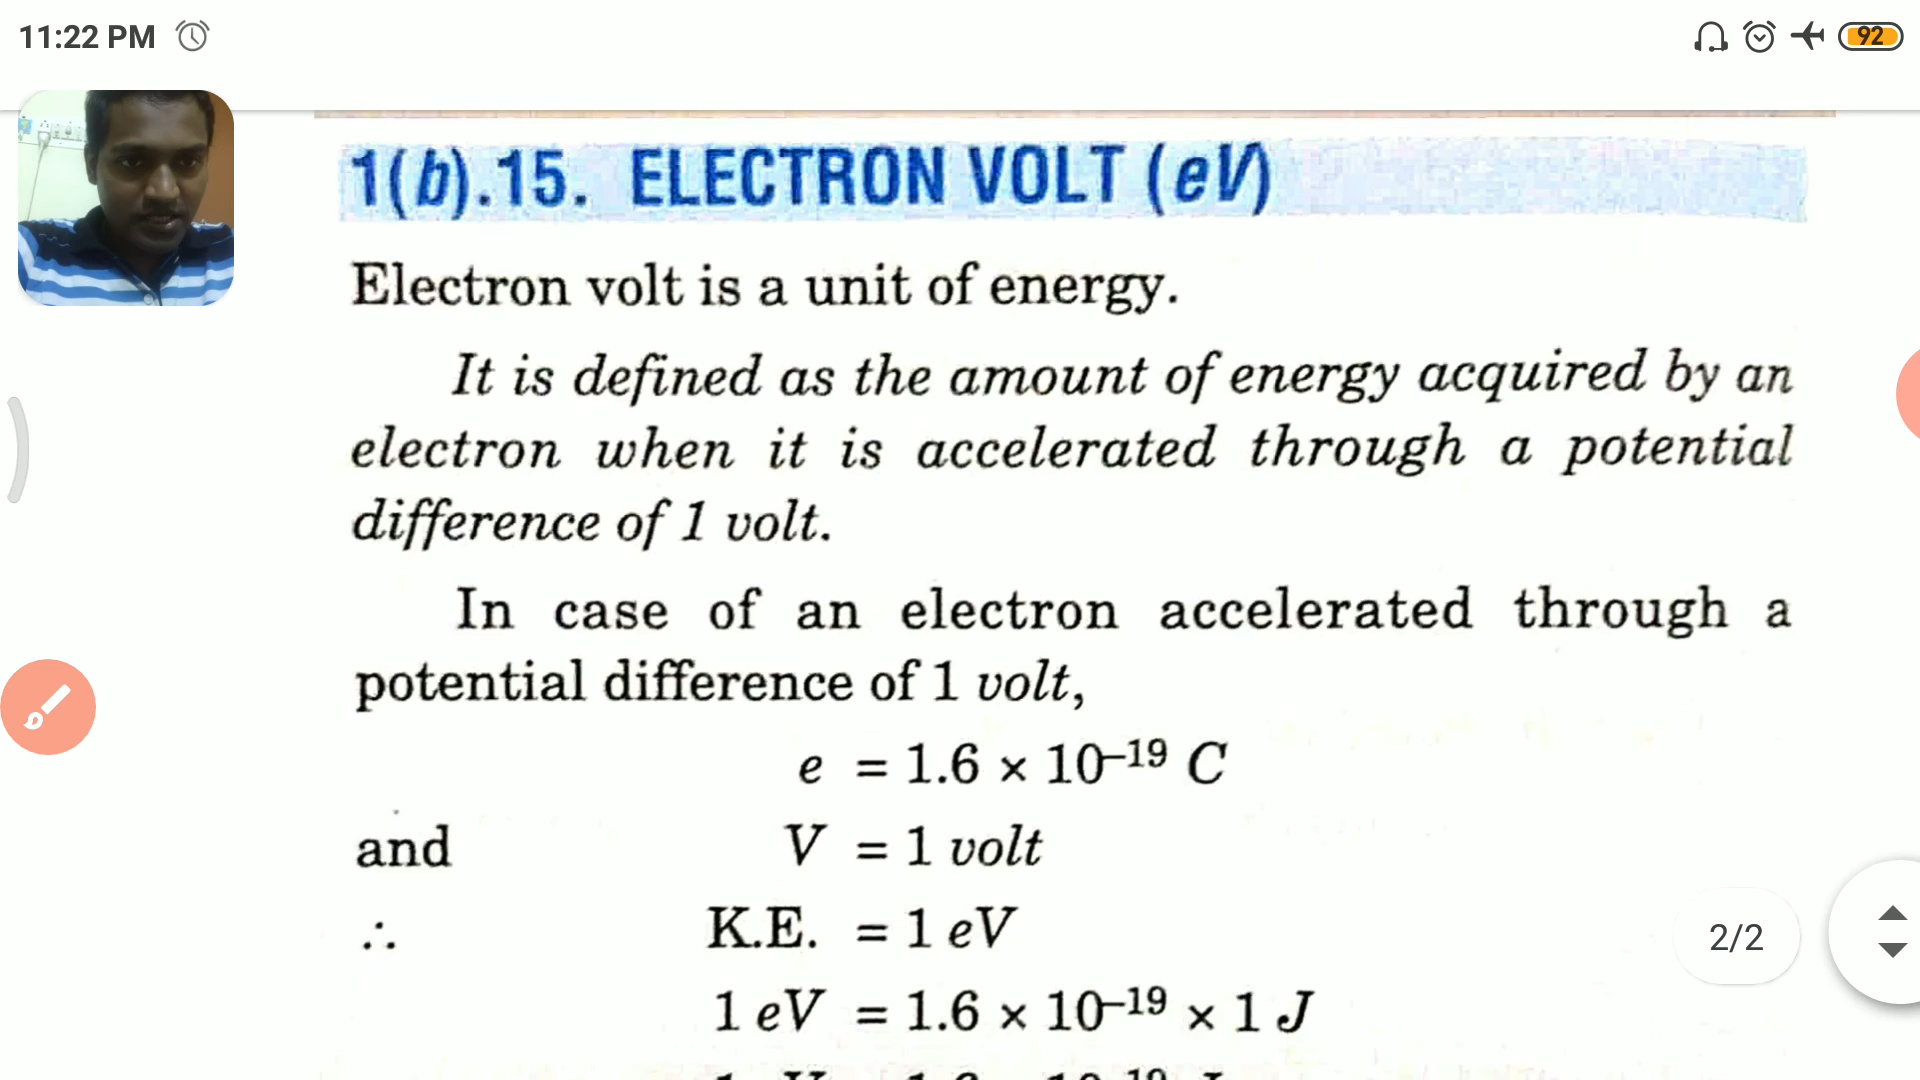 11:22 PM
92
1(b).15. ELECTRON VOLT (eV)
Electron volt is a unit of energy.
It is defined as the amount of energy acquired by an
electron when it is accelerated through a potential
difference of 1 volt.
In case of an electron accelerated through a
potential difference of 1 volt,
e = 1.6 × 10⁻¹⁹ C
and V = 1 volt
∴ K.E. = 1 eV
2/2
1 eV = 1.6 × 10⁻¹⁹ × 1 J